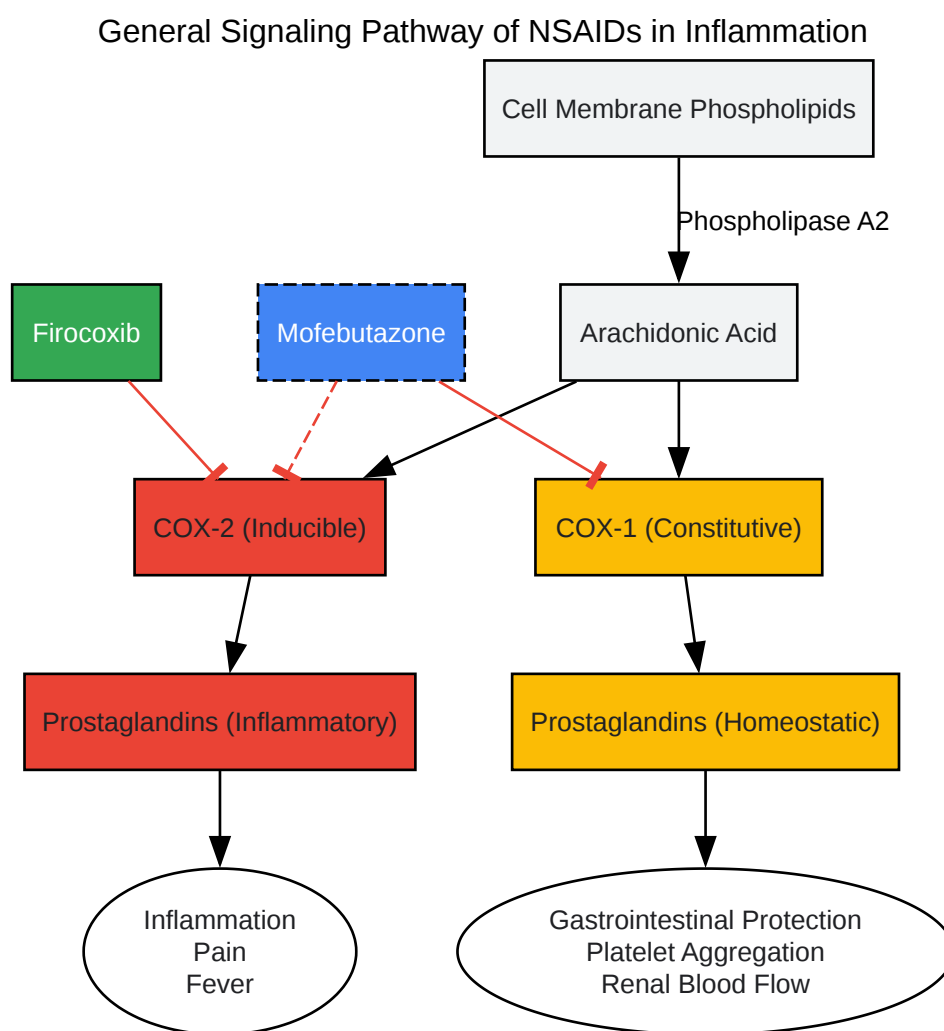 General Signaling Pathway of NSAIDs in Inflammation
Cell Membrane Phospholipids
Phospholipase A2
Firocoxib
Mofebutazone
Arachidonic Acid
COX-2 (Inducible)
COX-1 (Constitutive)
Prostaglandins (Inflammatory)
Prostaglandins (Homeostatic)
Inflammation
Pain
Fever
Gastrointestinal Protection
Platelet Aggregation
Renal Blood Flow